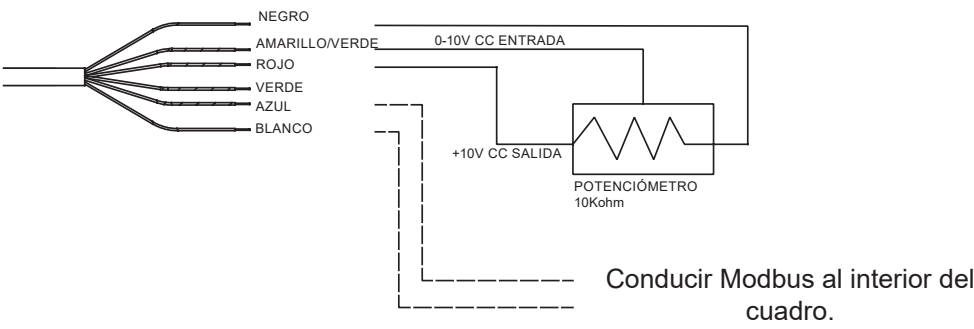 NEGRO
AMARILLO/VERDE
0-10V CC ENTRADA
ROJO
VERDE
AZUL
BLANCO
+10V CC SALIDA
POTENCIÓMETRO
10Kohm
Conducir Modbus al interior del
cuadro.